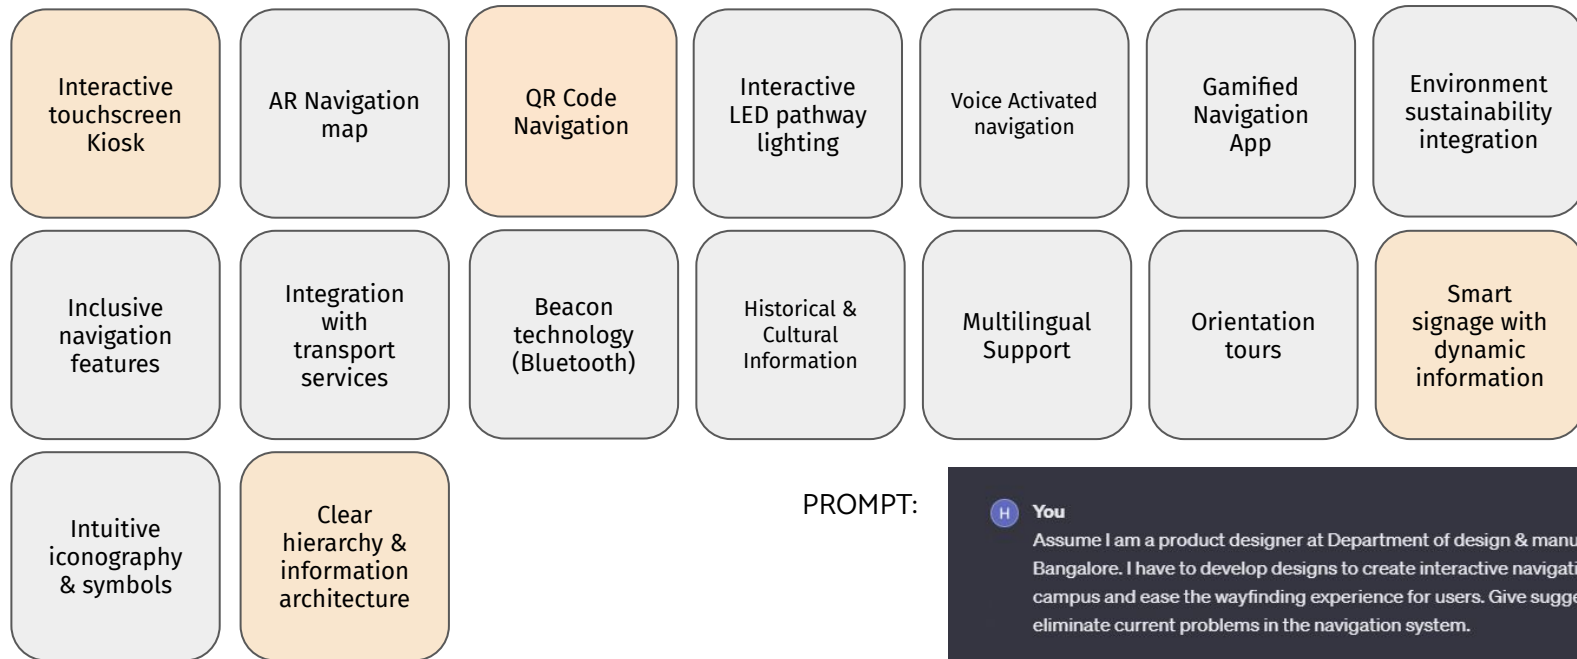 Interactive
touchscreen
Kiosk
AR Navigation
map
QR Code
Navigation
Interactive
LED pathway
lighting
Voice Activated
navigation
Gamified
Navigation
App
Environment
sustainability
integration
Inclusive
navigation
features
Integration
with
transport
services
Beacon
technology
(Bluetooth)
Historical &
Cultural
Information
Multilingual
Support
Orientation
tours
Smart
signage with
dynamic
information
Intuitive
iconography
& symbols
Clear
hierarchy &
information
architecture
PROMPT:
H You
Assume I am a product designer at Department of design & manu
Bangalore. I have to develop designs to create interactive navigati
campus and ease the wayfinding experience for users. Give sugge
eliminate current problems in the navigation system.